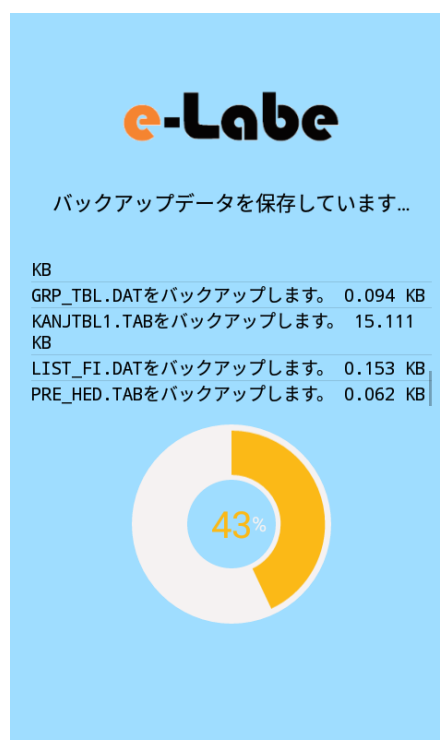 e-Labe
バックアップデータを保存しています…
KB
GRP_TBL.DATをバックアップします。 0.094 KB
KANJTBL1.TABをバックアップします。 15.111
KB
LIST_FI.DATをバックアップします。 0.153 KB
PRE_HED.TABをバックアップします。 0.062 KB
43%